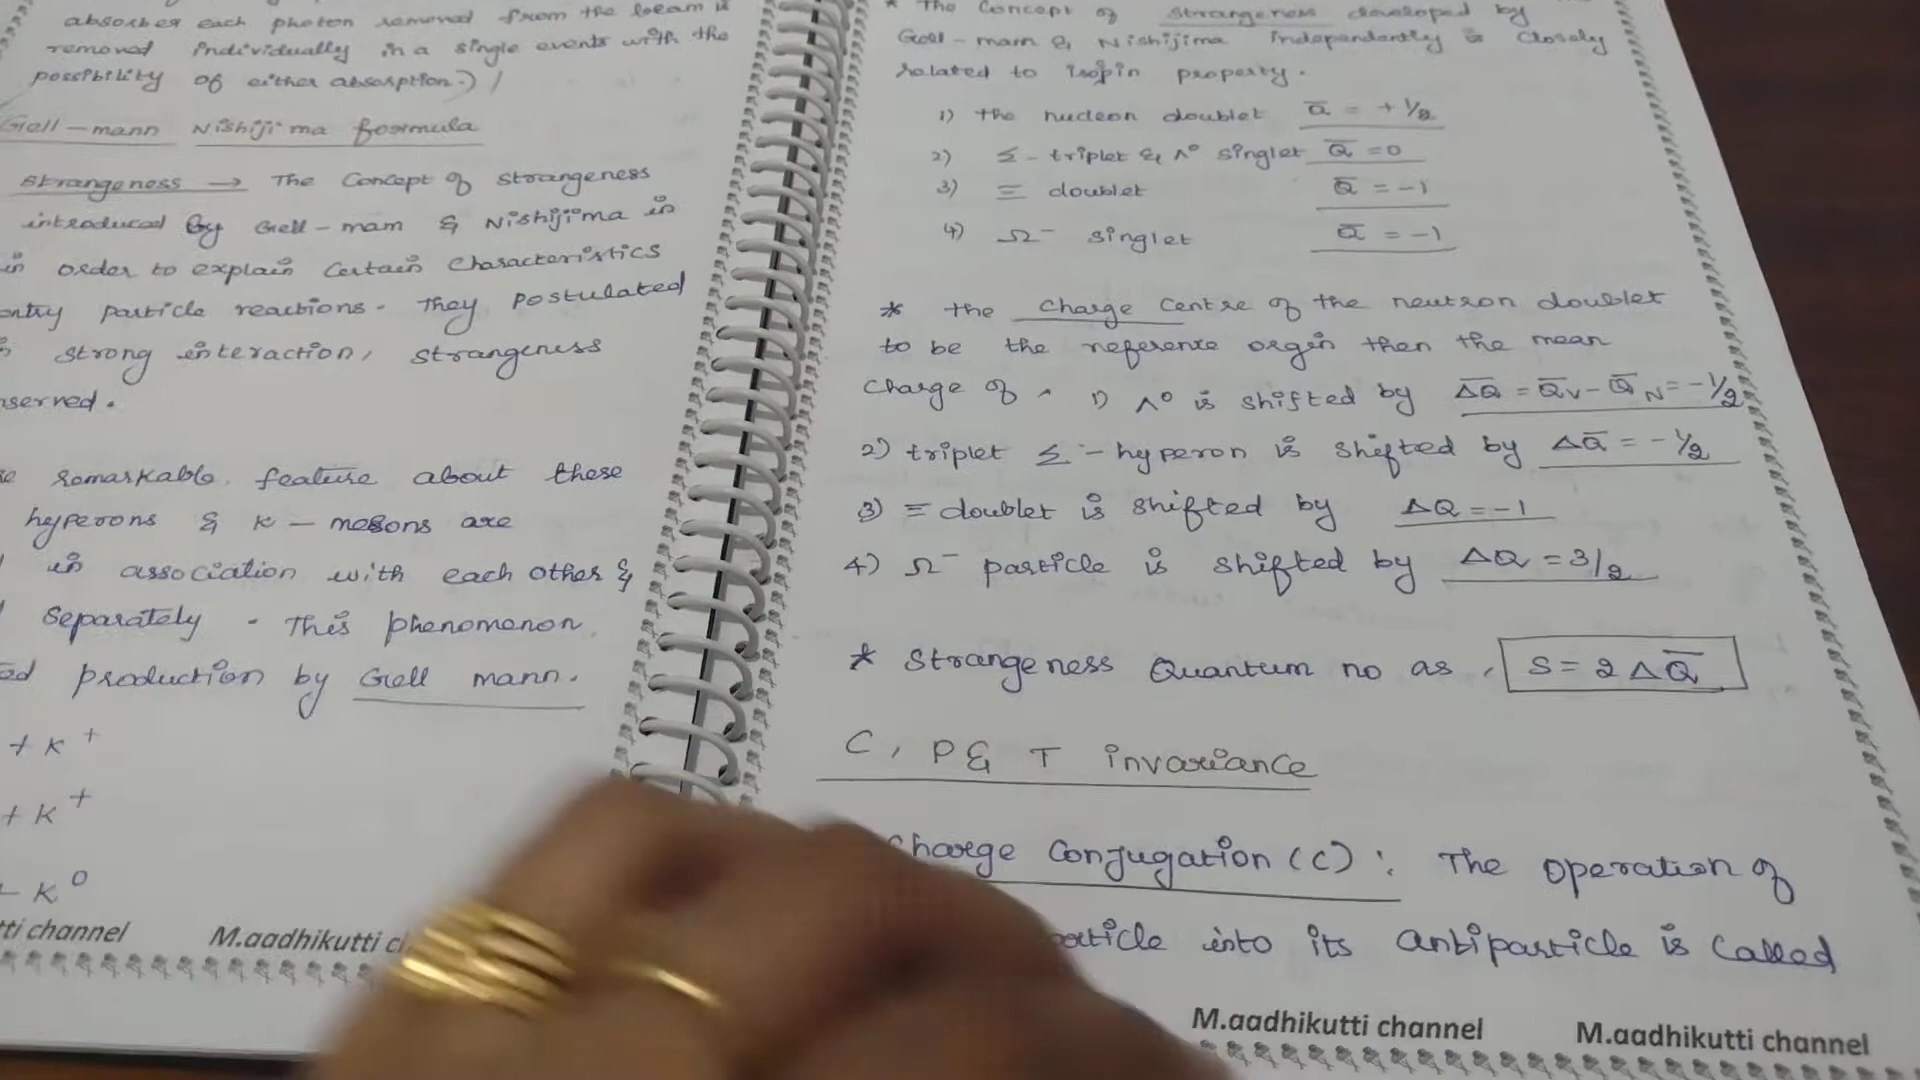 absorber each photon removed from the beam is
removed individually in a single events with the
possibility of either absorption.)
Gell-mann Nishijima formula
Strangeness → The Concept of strangeness
introduced by Gell-mam & Nishijima in
in order to explain certain characteristics
entry particle reactions. They postulated
strong interaction, strangeness
nserved.
remarkable feature about these
hyperons & K-mesons are
in association with each other &
separately. This phenomenon
ed production by Gell mann.
+ K+
+ K+
K0
tti channel M.aadhikutti c
* The Concept of strangeness developed by
Gell-mam & Nishijima independently is closely
related to isospin property.
1) the nucleon doublet Q̅ = +1/2
2) Σ-triplet & Λ⁰ singlet Q̅ = 0
3) Ξ doublet Q̅ = -1
4) Ω⁻ singlet Q̅ = -1
* the charge centre of the neutron doublet
to be the reference orgin then the mean
charge of, 1) Λ⁰ is shifted by Δ̅Q̅ = Q̅v - Q̅N = -1/2
2) triplet Σ-hyperon is shifted by ΔQ̅ = -1/2
3) Ξ doublet is shifted by ΔQ = -1
4) Ω⁻ particle is shifted by ΔQ = 3/2
* Strangeness Quantum no as, S = 2ΔQ̅
C, P & T invariance
Charge Conjugation (C): The operation of
particle into its antiparticle is called
M.aadhikutti channel M.aadhikutti channel